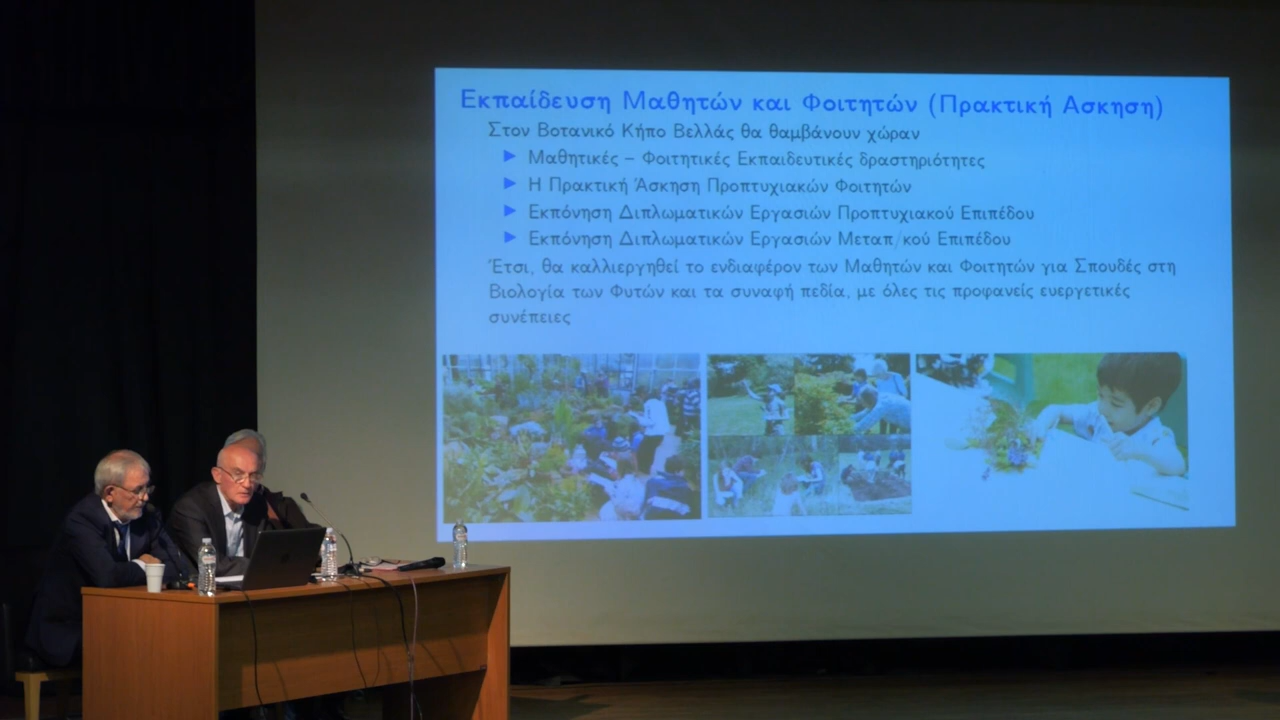 Εκπαίδευση Μαθητών και Φοιτητών (Πρακτική Ασκηση)
Στον Βοτανικό Κήπο Βελλάς θα θαμβάνουν χώραν
Μαθητικές – Φοιτητικές Εκπαιδευτικές δραστηριότητες
Η Πρακτική Άσκηση Προπτυχιακών Φοιτητών
Εκπόνηση Διπλωματικών Εργασιών Προπτυχιακού Επιπέδου
Εκπόνηση Διπλωματικών Εργασιών Μεταπ/κού Επιπέδου
Έτσι, θα καλλιεργηθεί το ενδιαφέρον των Μαθητών και Φοιτητών για Σπουδές στη
Βιολογία των Φυτών και τα συναφή πεδία, με όλες τις προφανείς ευεργετικές
συνέπειες